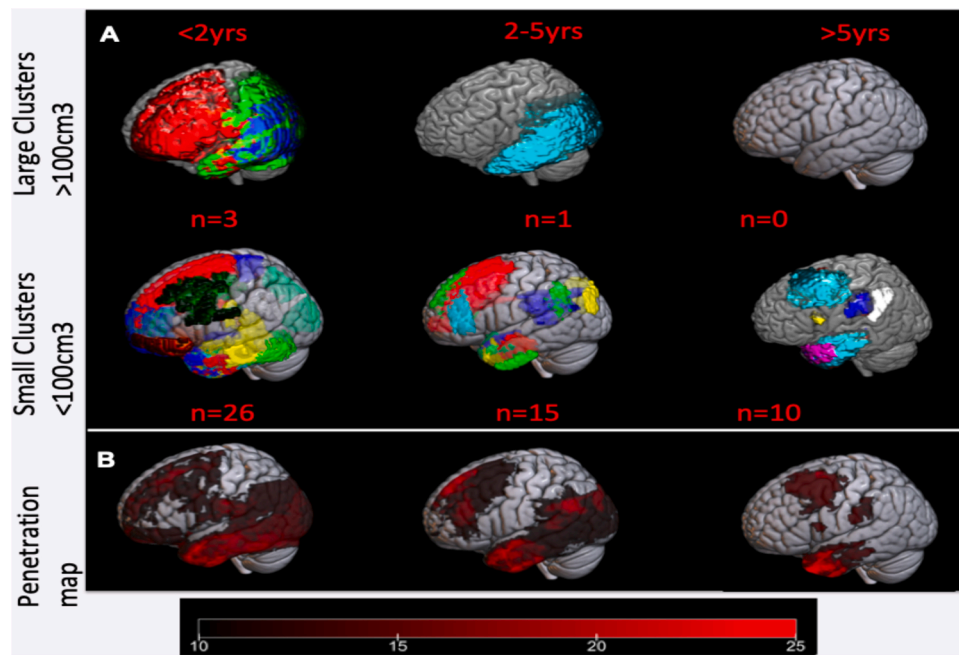 A
<2yrs
2-5yrs
>5yrs
Large Clusters
>100cm3
n=3
n=1
n=0
Small Clusters
<100cm3
n=26
n=15
n=10
B
Penetration
map
10
15
20
25